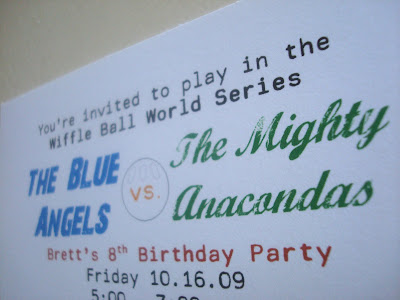 You're invited to play in the
Wiffle Ball World Series
THE BLUE
ANGELS
VS.
The Mighty
Anacondas
Brett's 8th Birthday Party
Friday 10.16.09